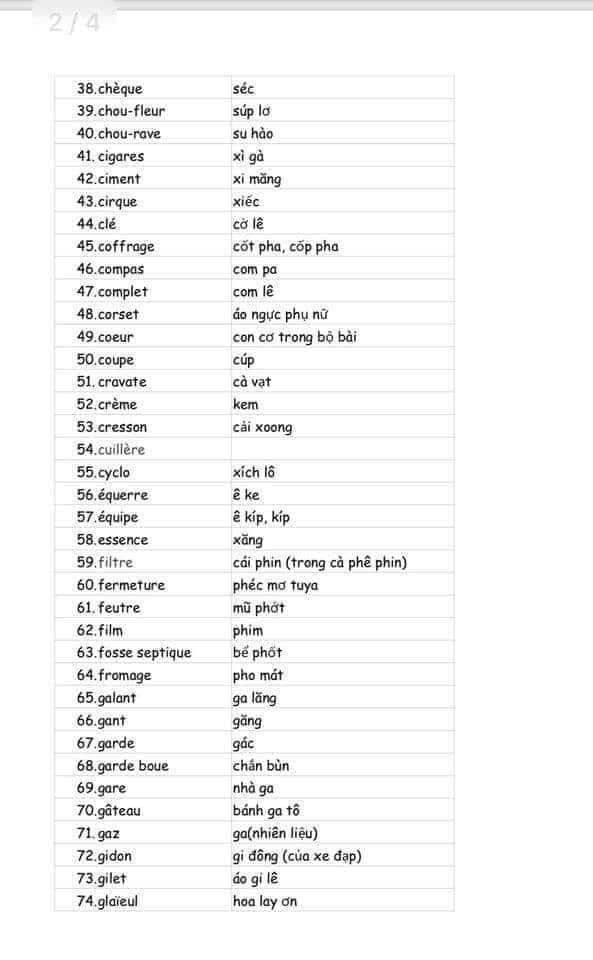 2 / 4
38.chèque séc
39.chou-fleur súp lơ
40.chou-rave su hào
41. cigares xì gà
42.ciment xi măng
43.cirque xiếc
44.clé cờ lê
45.coffrage cốt pha, cốp pha
46.compas com pa
47.complet com lê
48.corset áo ngực phụ nữ
49.coeur con cơ trong bộ bài
50.coupe cúp
51. cravate cà vạt
52.crème kem
53.cresson cải xoong
54.cuillère
55.cyclo xích lô
56.équerre ê ke
57.équipe ê kíp, kíp
58.essence xăng
59.filtre cái phin (trong cà phê phin)
60.fermeture phéc mơ tuya
61. feutre mũ phớt
62.film phim
63.fosse septique bể phốt
64.fromage pho mát
65.galant ga lăng
66.gant găng
67.garde gác
68.garde boue chắn bùn
69.gare nhà ga
70.gâteau bánh ga tô
71. gaz ga(nhiên liệu)
72.gidon gi đông (của xe đạp)
73.gilet áo gi lê
74.glaïeul hoa lay ơn